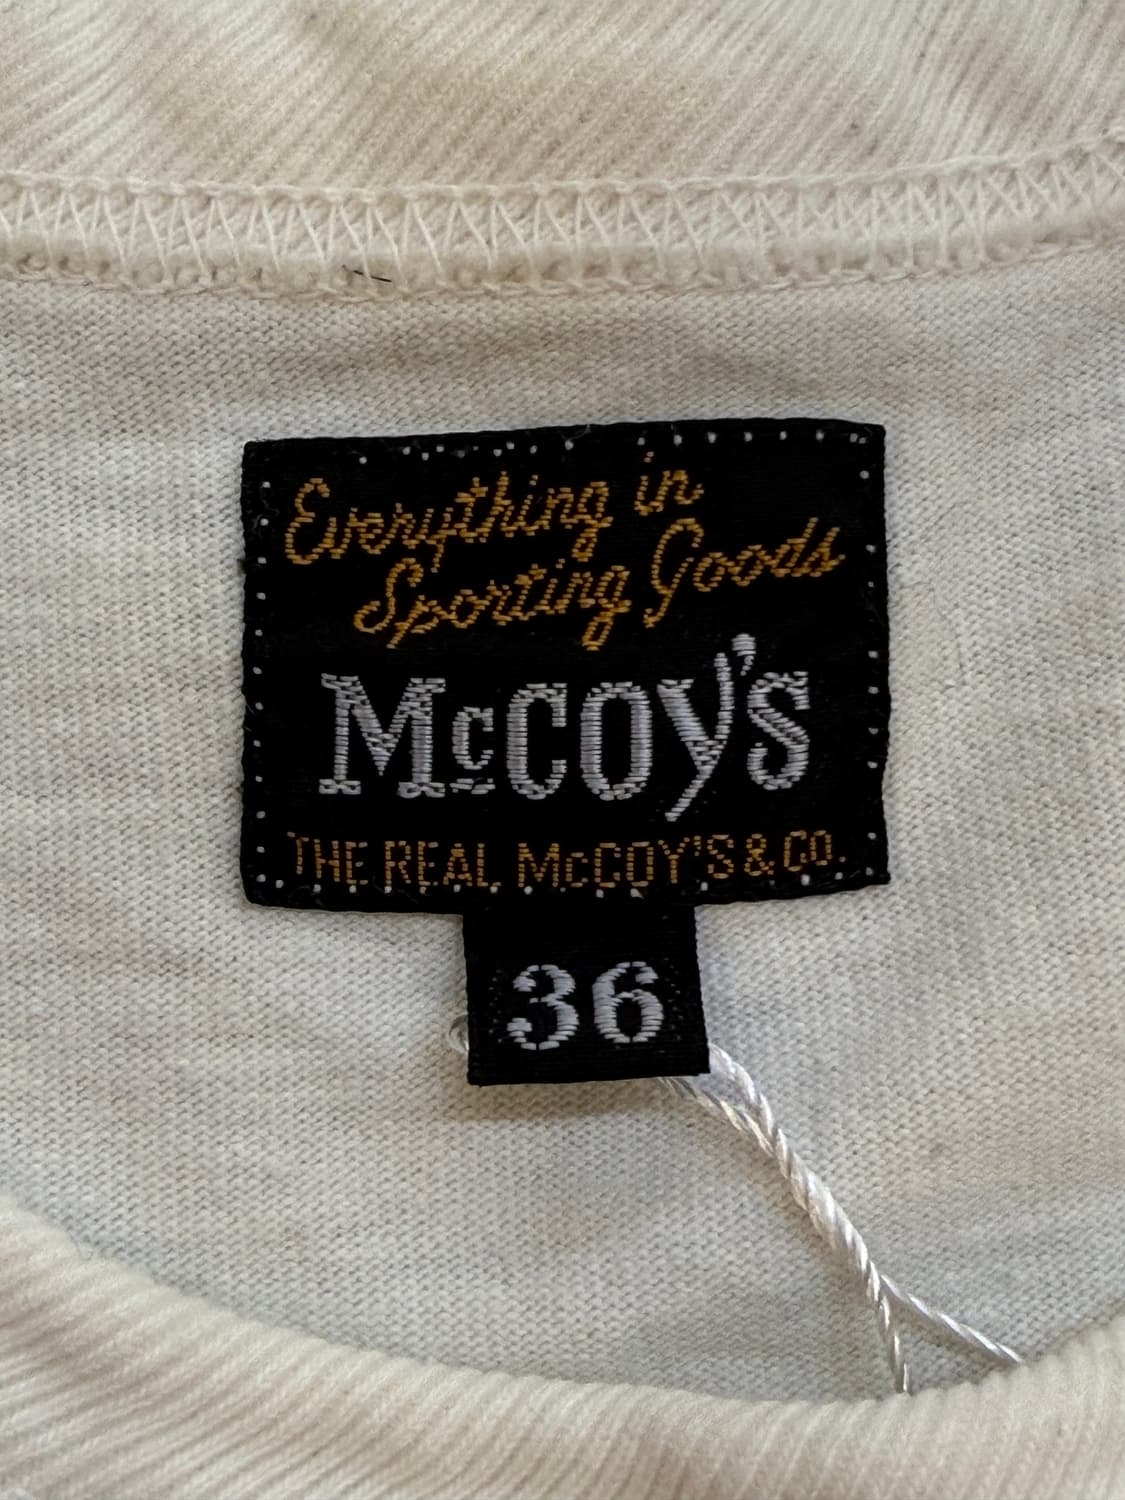 Everything in
Sporting Goods
McCOY'S
THE REAL McCOY'S & CO.
36